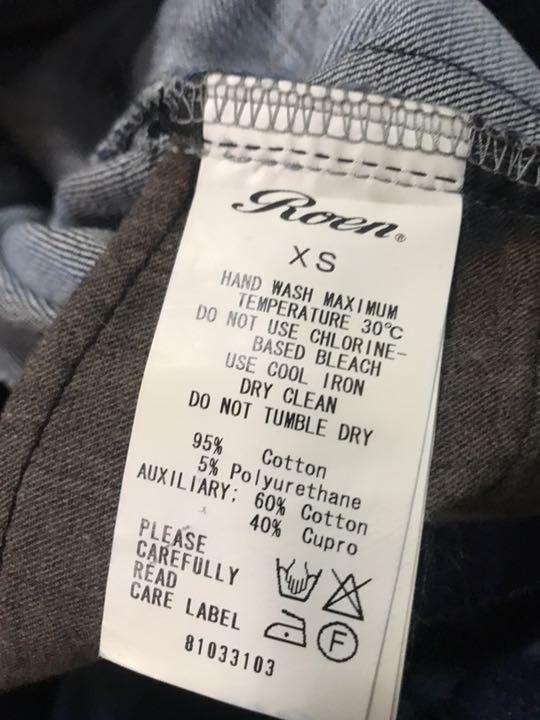 Roen®
XS
HAND WASH MAXIMUM
TEMPERATURE 30℃
DO NOT USE CHLORINE-
BASED BLEACH
USE COOL IRON
DRY CLEAN
DO NOT TUMBLE DRY
95% Cotton
5% Polyurethane
AUXILIARY; 60% Cotton
40% Cupro
PLEASE
CAREFULLY
READ
CARE LABEL
F
81033103